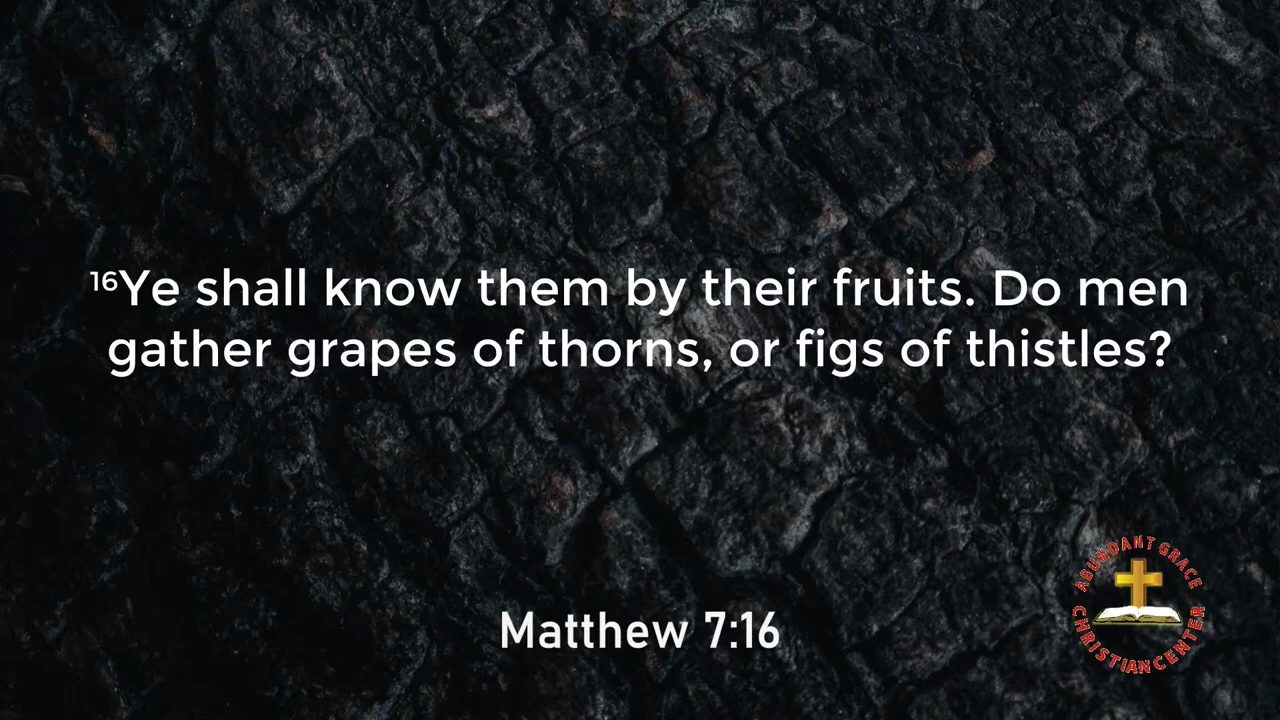 ¹⁶Ye shall know them by their fruits. Do men
gather grapes of thorns, or figs of thistles?
Matthew 7:16
ABUNDANT GRACE
CHRISTIAN CENTER